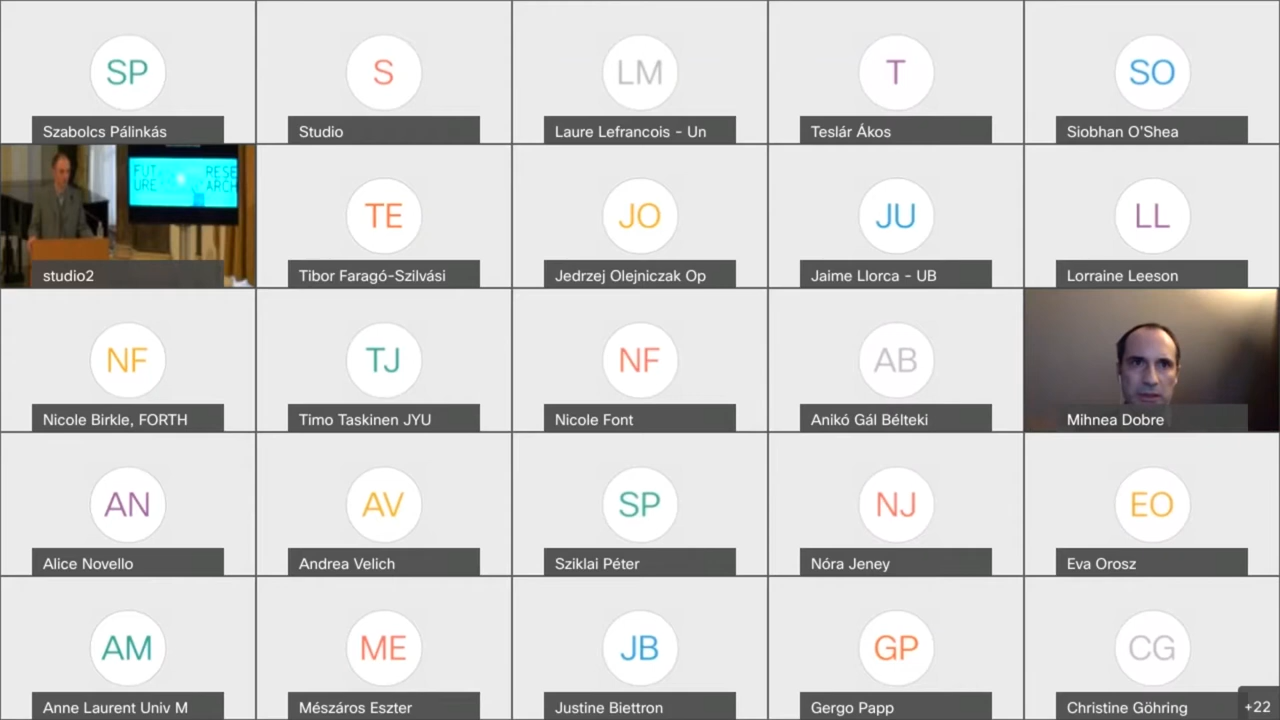 SP
Szabolcs Pálinkás
S
Studio
LM
Laure Lefrancois - Un
T
Teslár Ákos
SO
Siobhan O'Shea
FUT
URE
RESE
ARCH
studio2
TE
Tibor Faragó-Szilvási
JO
Jedrzej Olejniczak Op
JU
Jaime Llorca - UB
LL
Lorraine Leeson
NF
Nicole Birkle, FORTH
TJ
Timo Taskinen JYU
NF
Nicole Font
AB
Anikó Gál Bélteki
Mihnea Dobre
AN
Alice Novello
AV
Andrea Velich
SP
Sziklai Péter
NJ
Nóra Jeney
EO
Eva Orosz
AM
Anne Laurent Univ M
ME
Mészáros Eszter
JB
Justine Biettron
GP
Gergo Papp
CG
Christine Göhring
+22